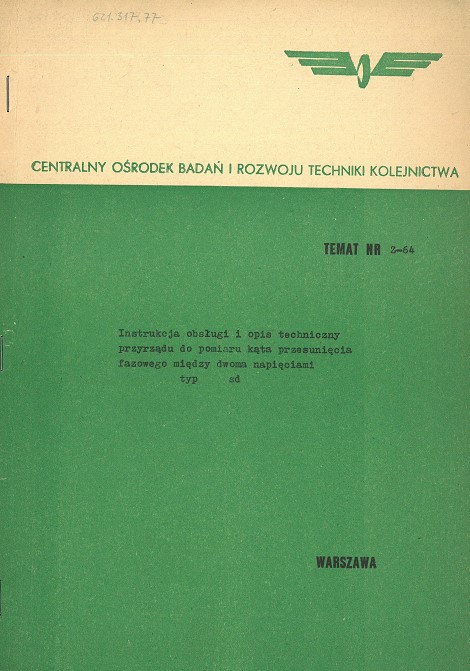 621.317.77
CENTRALNY OŚRODEK BADAŃ I ROZWOJU TECHNIKI KOLEJNICTWA
TEMAT NR Z-64
Instrukcja obsługi i opis techniczny
przyrządu do pomiaru kąta przesunięcia
fazowego między dwoma napięciami
typ sd
WARSZAWA